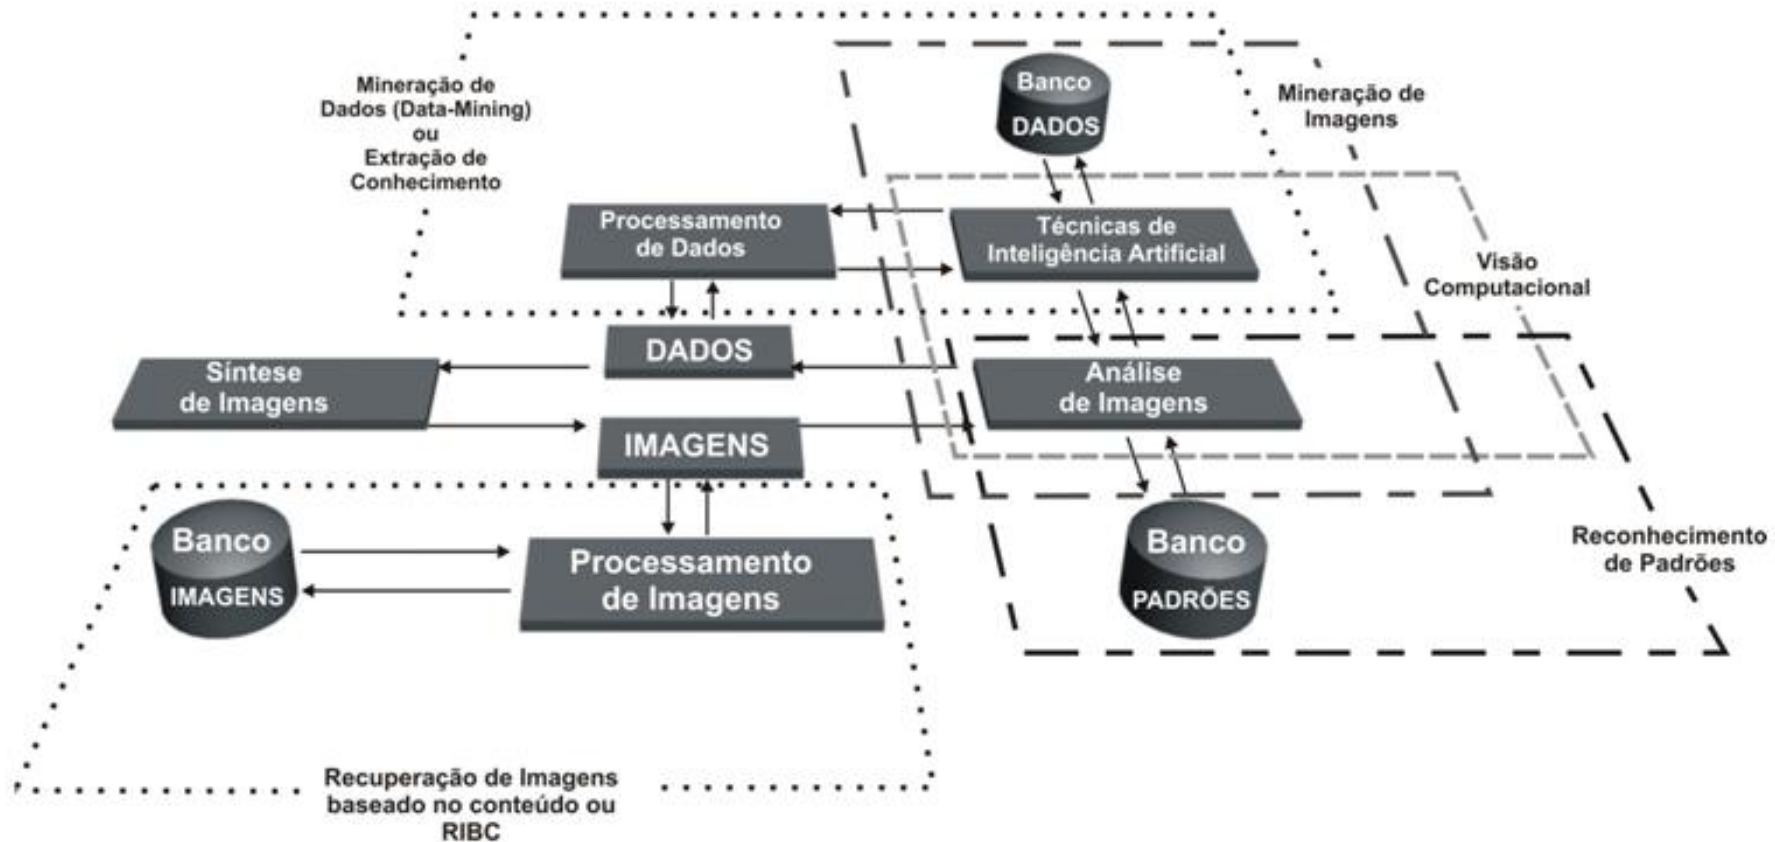 Mineração de
Dados (Data-Mining)
ou
Extração de
Conhecimento
Banco
DADOS
Mineração de
Imagens
Processamento
de Dados
Técnicas de
Inteligência Artificial
Visão
Computacional
DADOS
Síntese
de Imagens
Análise
de Imagens
IMAGENS
Banco
IMAGENS
Processamento
de Imagens
Banco
PADRÕES
Reconhecimento
de Padrões
Recuperação de Imagens
baseado no conteúdo ou
RIBC